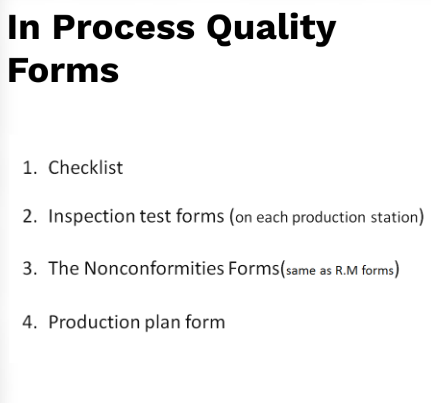 In Process Quality
Forms
1. Checklist
2. Inspection test forms (on each production station)
3. The Nonconformities Forms(same as R.M forms)
4. Production plan form